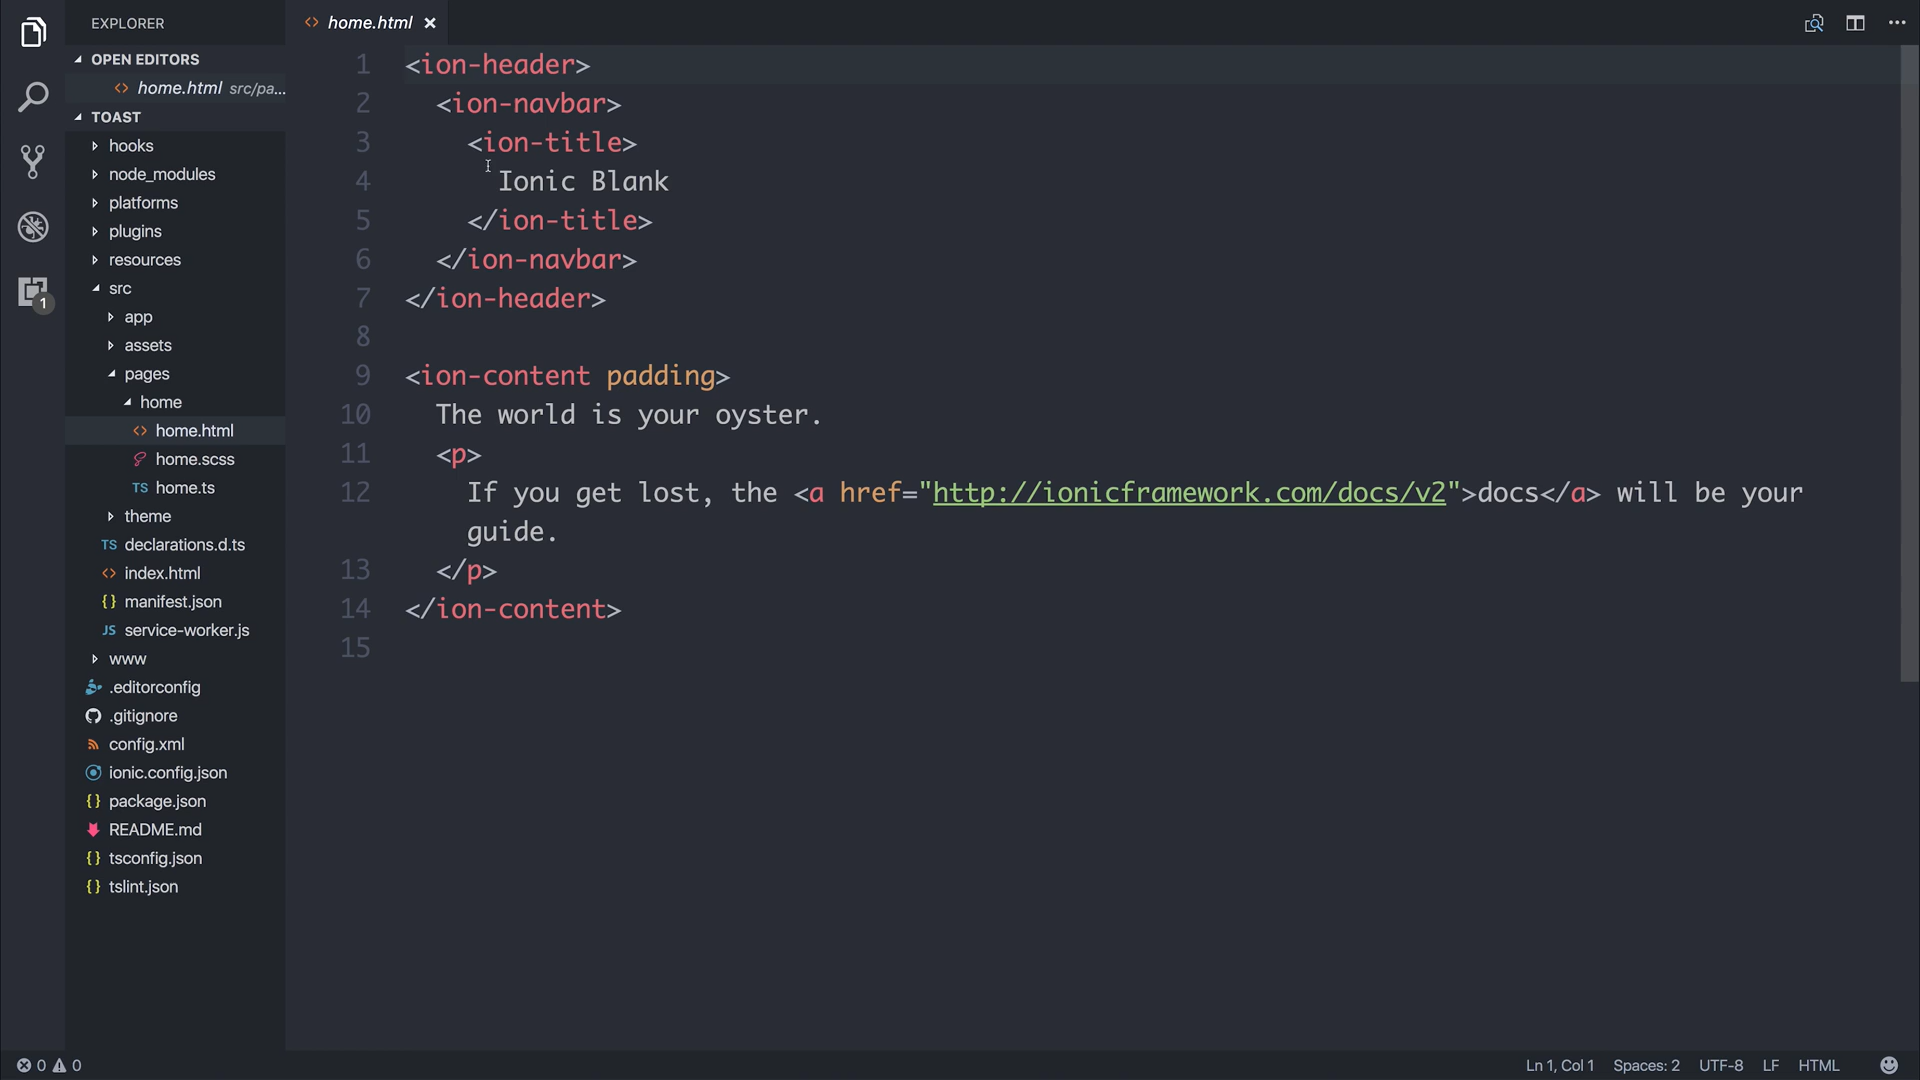 EXPLORER
OPEN EDITORS
home.html src/pa...
TOAST
hooks
node_modules
platforms
plugins
resources
src
app
assets
pages
home
home.html
home.scss
TS home.ts
theme
TS declarations.d.ts
index.html
{} manifest.json
JS service-worker.js
www
.editorconfig
.gitignore
config.xml
ionic.config.json
{} package.json
README.md
{} tsconfig.json
{} tslint.json
1
home.html
1 <ion-header>
2 <ion-navbar>
3 <ion-title>
4 Ionic Blank
5 </ion-title>
6 </ion-navbar>
7 </ion-header>
8
9 <ion-content padding>
10 The world is your oyster.
11 <p>
12 If you get lost, the <a href="http://ionicframework.com/docs/v2">docs</a> will be your
guide.
13 </p>
14 </ion-content>
15
0 0
Ln 1, Col 1 Spaces: 2 UTF-8 LF HTML